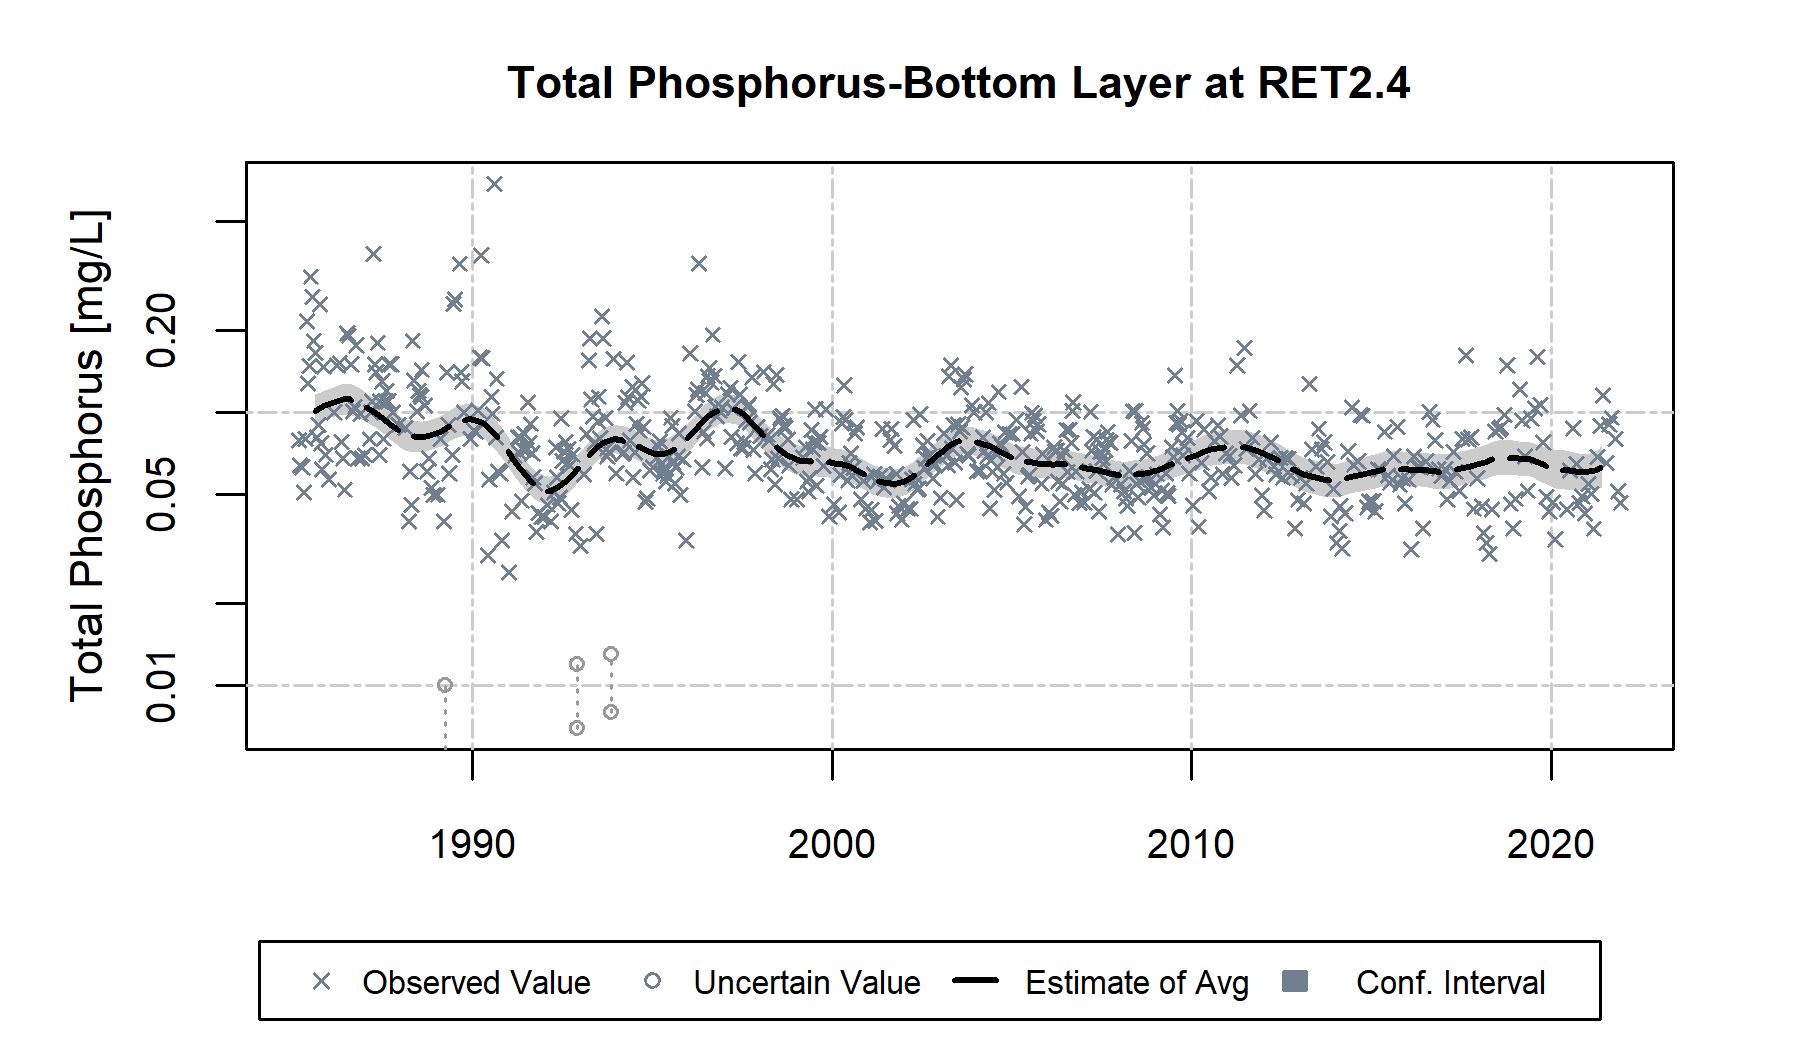 Total Phosphorus-Bottom Layer at RET2.4
Total Phosphorus [mg/L]
0.20
0.05
0.01
1990 2000 2010 2020
Observed Value Uncertain Value Estimate of Avg Conf. Interval